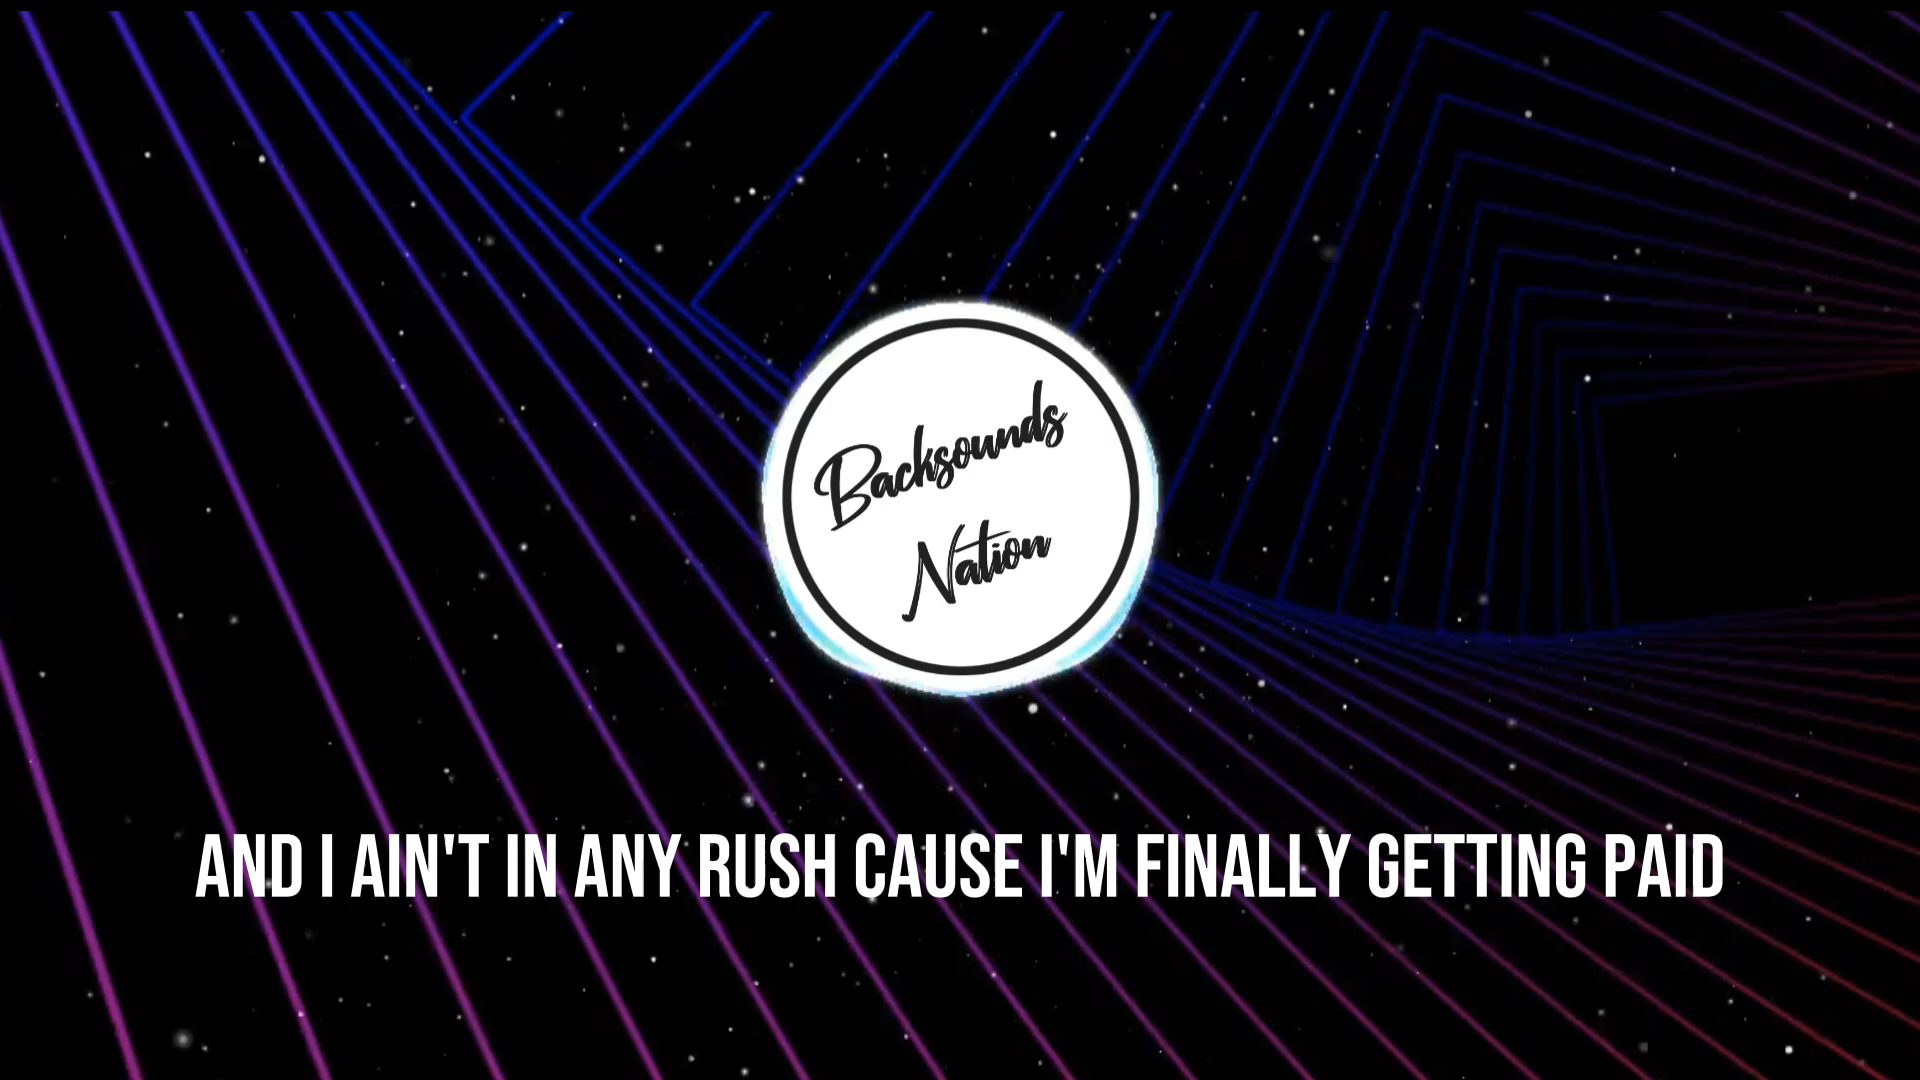 Backsounds
Nation
AND I AIN'T IN ANY RUSH CAUSE I'M FINALLY GETTING PAID